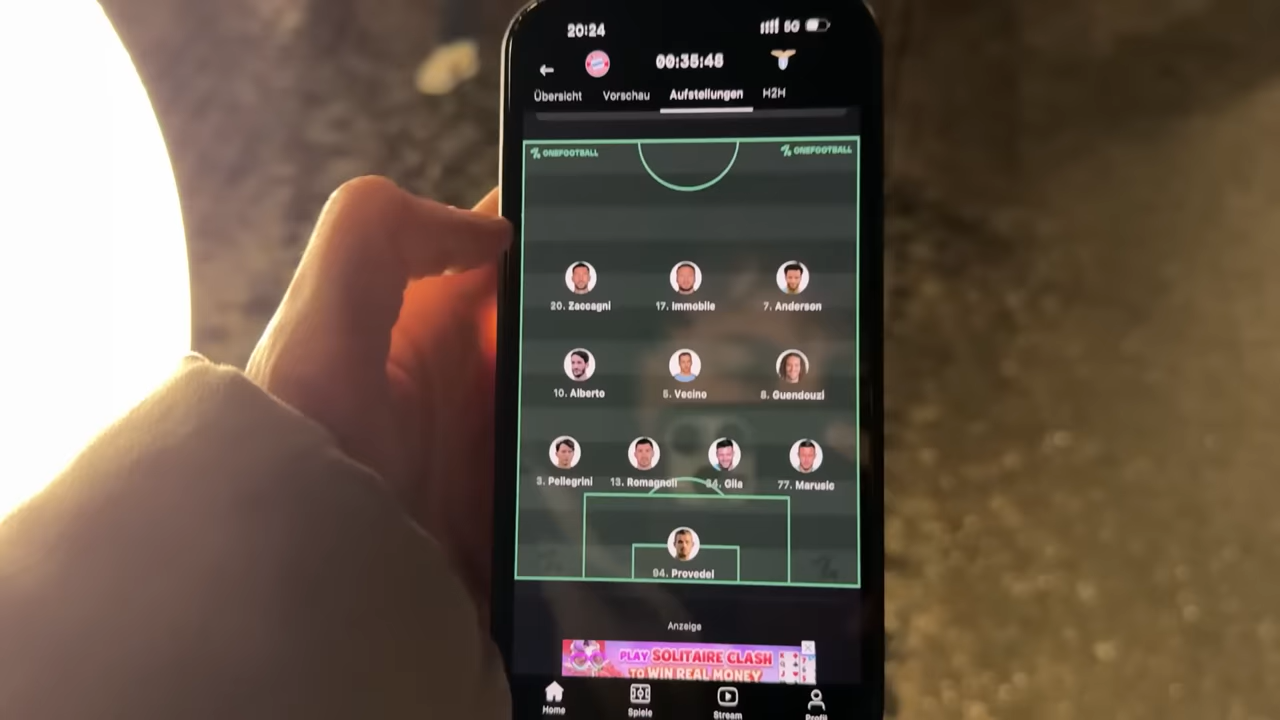 20:24
5G
00:35:48
Übersicht Vorschau Aufstellungen H2H
ONEFOOTBALL ONEFOOTBALL
20. Zaccagni 17. Immobile 7. Anderson
10. Alberto 5. Vecino 8. Guendouzi
3. Pellegrini 13. Romagnoli 34. Gila 77. Marusic
94. Provedel
Anzeige
PLAY SOLITAIRE CLASH
TO WIN REAL MONEY
Home Spiele Stream Profil